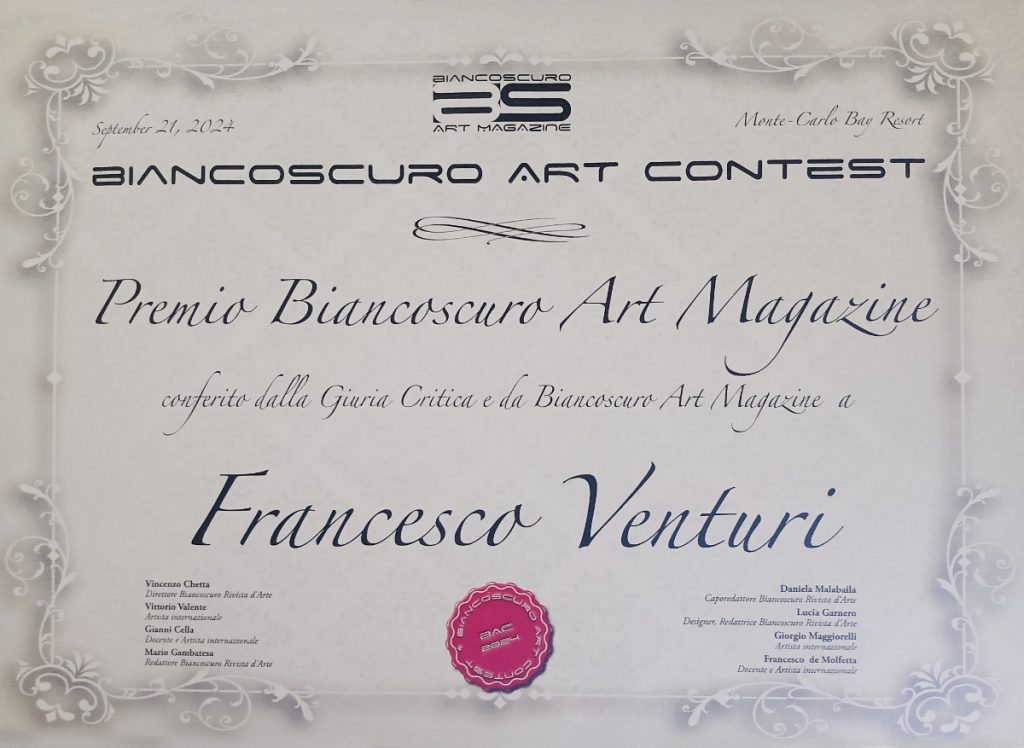 BIANCOSCURO
BS
ART MAGAZINE
September 21, 2024
Monte-Carlo Bay Resort
BIANCOSCURO ART CONTEST
Premio Biancoscuro Art Magazine
conferito dalla Giuria Critica e da Biancoscuro Art Magazine a
Francesco Venturi
Vincenzo Chetta
Direttore Biancoscuro Rivista d'Arte
Vittorio Valente
Artista internazionale
Gianni Cella
Docente e Artista internazionale
Mario Gambatesa
Redattore Biancoscuro Rivista d'Arte
BIANCOSCURO ART CONTEST
BAC
2024
Daniela Malabaila
Caporedattore Biancoscuro Rivista d'Arte
Lucia Garnero
Designer, Redattrice Biancoscuro Rivista d'Arte
Giorgio Maggiorelli
Artista internazionale
Francesco de Molfetta
Docente e Artista internazionale